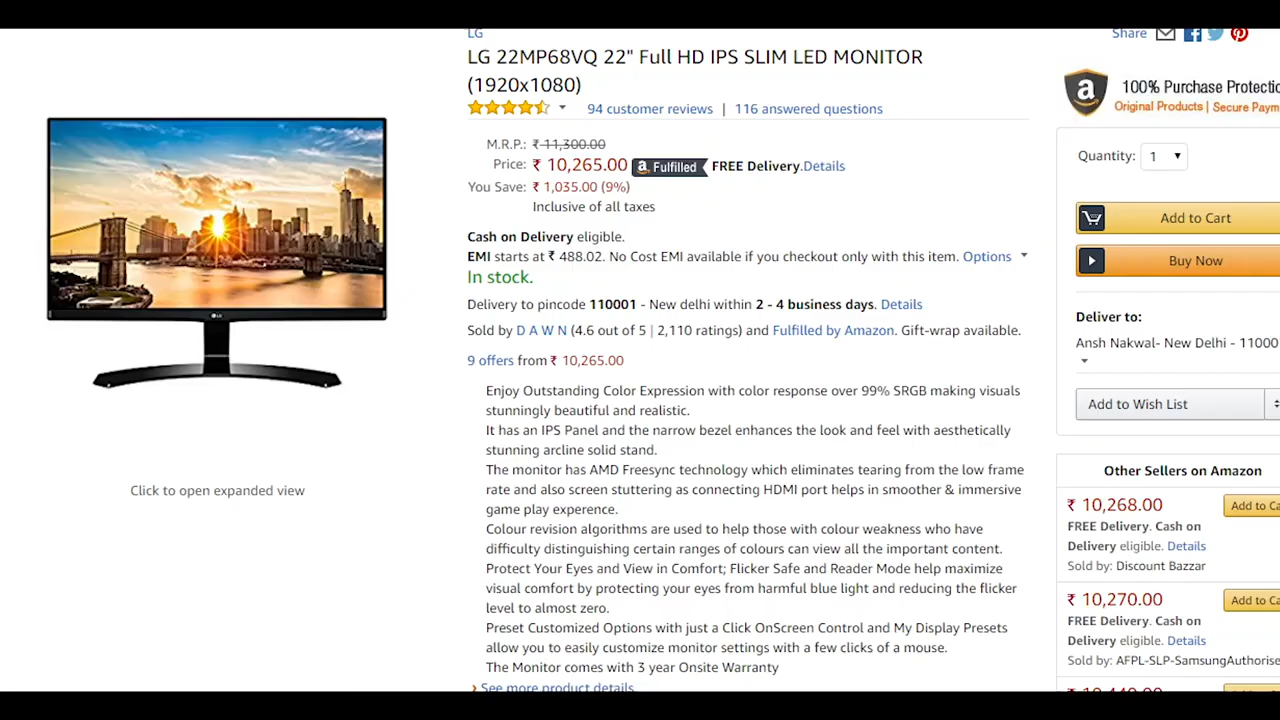 LG
LG 22MP68VQ 22" Full HD IPS SLIM LED MONITOR
(1920x1080)
94 customer reviews | 116 answered questions
M.R.P.: ₹ 11,300.00
Price: ₹ 10,265.00 a Fulfilled FREE Delivery.Details
You Save: ₹ 1,035.00 (9%)
Inclusive of all taxes
Cash on Delivery eligible.
EMI starts at ₹ 488.02. No Cost EMI available if you checkout only with this item. Options
In stock.
Delivery to pincode 110001 - New delhi within 2 - 4 business days. Details
Sold by D A W N (4.6 out of 5 | 2,110 ratings) and Fulfilled by Amazon. Gift-wrap available.
9 offers from ₹ 10,265.00
Enjoy Outstanding Color Expression with color response over 99% SRGB making visuals
stunningly beautiful and realistic.
It has an IPS Panel and the narrow bezel enhances the look and feel with aesthetically
stunning arcline solid stand.
The monitor has AMD Freesync technology which eliminates tearing from the low frame
rate and also screen stuttering as connecting HDMI port helps in smoother & immersive
game play experence.
Colour revision algorithms are used to help those with colour weakness who have
difficulty distinguishing certain ranges of colours can view all the important content.
Protect Your Eyes and View in Comfort; Flicker Safe and Reader Mode help maximize
visual comfort by protecting your eyes from harmful blue light and reducing the flicker
level to almost zero.
Preset Customized Options with just a Click OnScreen Control and My Display Presets
allow you to easily customize monitor settings with a few clicks of a mouse.
The Monitor comes with 3 year Onsite Warranty
See more product details
LG
Click to open expanded view
Share
a 100% Purchase Protectio
Original Products | Secure Paym
Quantity: 1
Add to Cart
Buy Now
Deliver to:
Ansh Nakwal- New Delhi - 11000
Add to Wish List
Other Sellers on Amazon
₹ 10,268.00 Add to Ca
FREE Delivery. Cash on
Delivery eligible. Details
Sold by: Discount Bazzar
₹ 10,270.00 Add to Ca
FREE Delivery. Cash on
Delivery eligible. Details
Sold by: AFPL-SLP-SamsungAuthorise